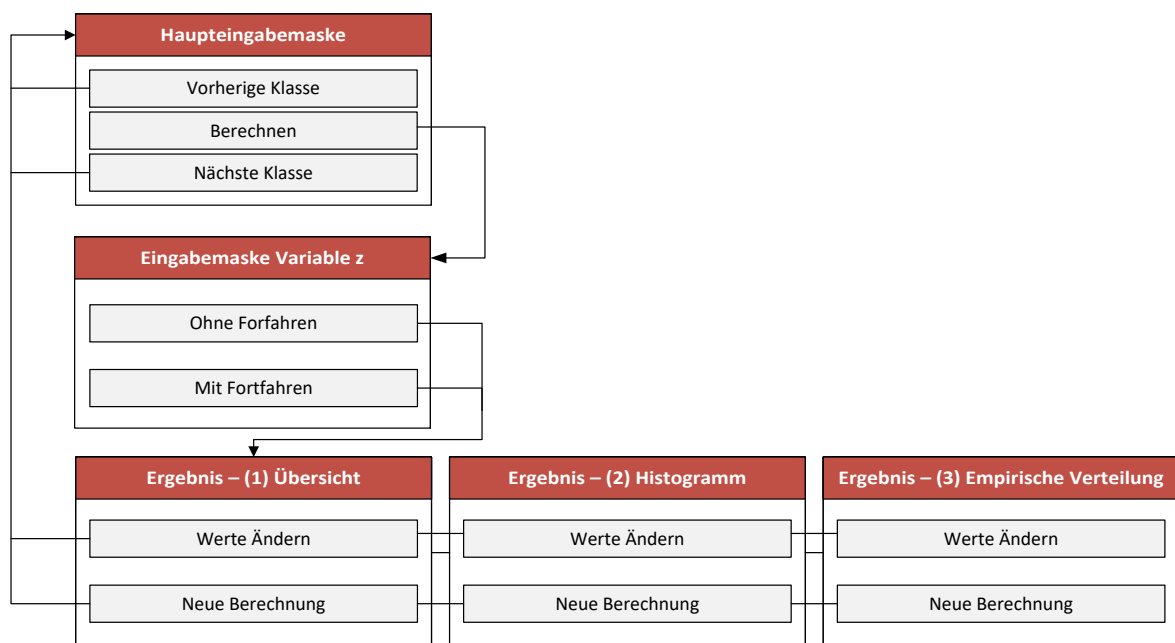 Haupteingabemaske
Vorherige Klasse
Berechnen
Nächste Klasse
Eingabemaske Variable z
Ohne Forfahren
Mit Fortfahren
Ergebnis – (1) Übersicht
Werte Ändern
Neue Berechnung
Ergebnis – (2) Histogramm
Werte Ändern
Neue Berechnung
Ergebnis – (3) Empirische Verteilung
Werte Ändern
Neue Berechnung